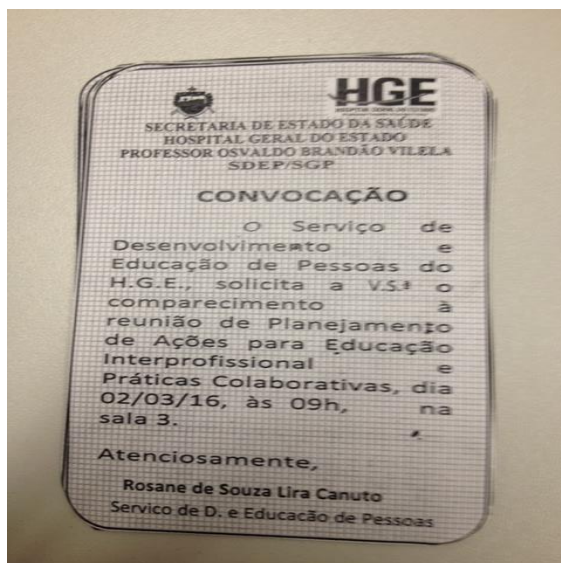 HGE
SECRETARIA DE ESTADO DA SAÚDE
HOSPITAL GERAL DO ESTADO
PROFESSOR OSVALDO BRANDÃO VILELA
SDEP/SGP
CONVOCAÇÃO
O Serviço de
Desenvolvimento e
Educação de Pessoas do
H.G.E., solicita a V.S.ª o
comparecimento à
reunião de Planejamento
de Ações para Educação
Interprofissional e
Práticas Colaborativas, dia
02/03/16, às 09h, na
sala 3.
Atenciosamente,
Rosane de Souza Lira Canuto
Servico de D. e Educacão de Pessoas